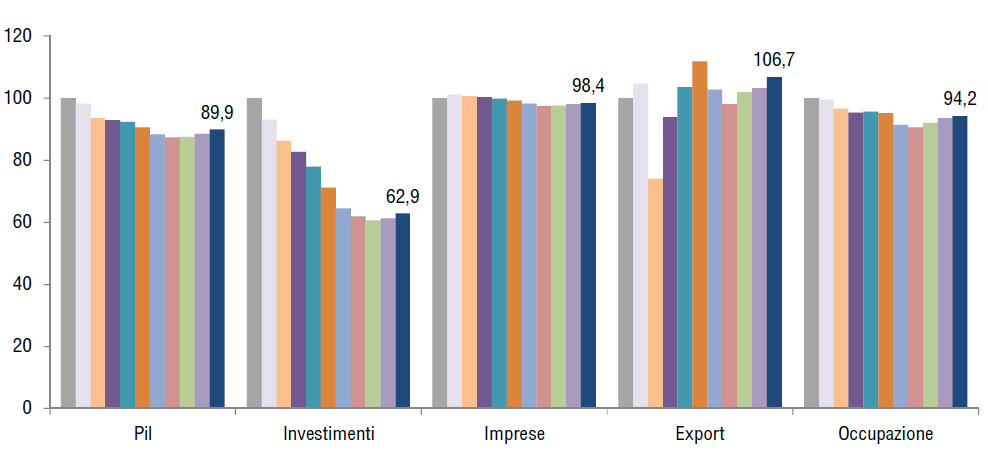 120
100
80
60
40
20
0
89,9
62,9
98,4
106,7
94,2
Pil
Investimenti
Imprese
Export
Occupazione